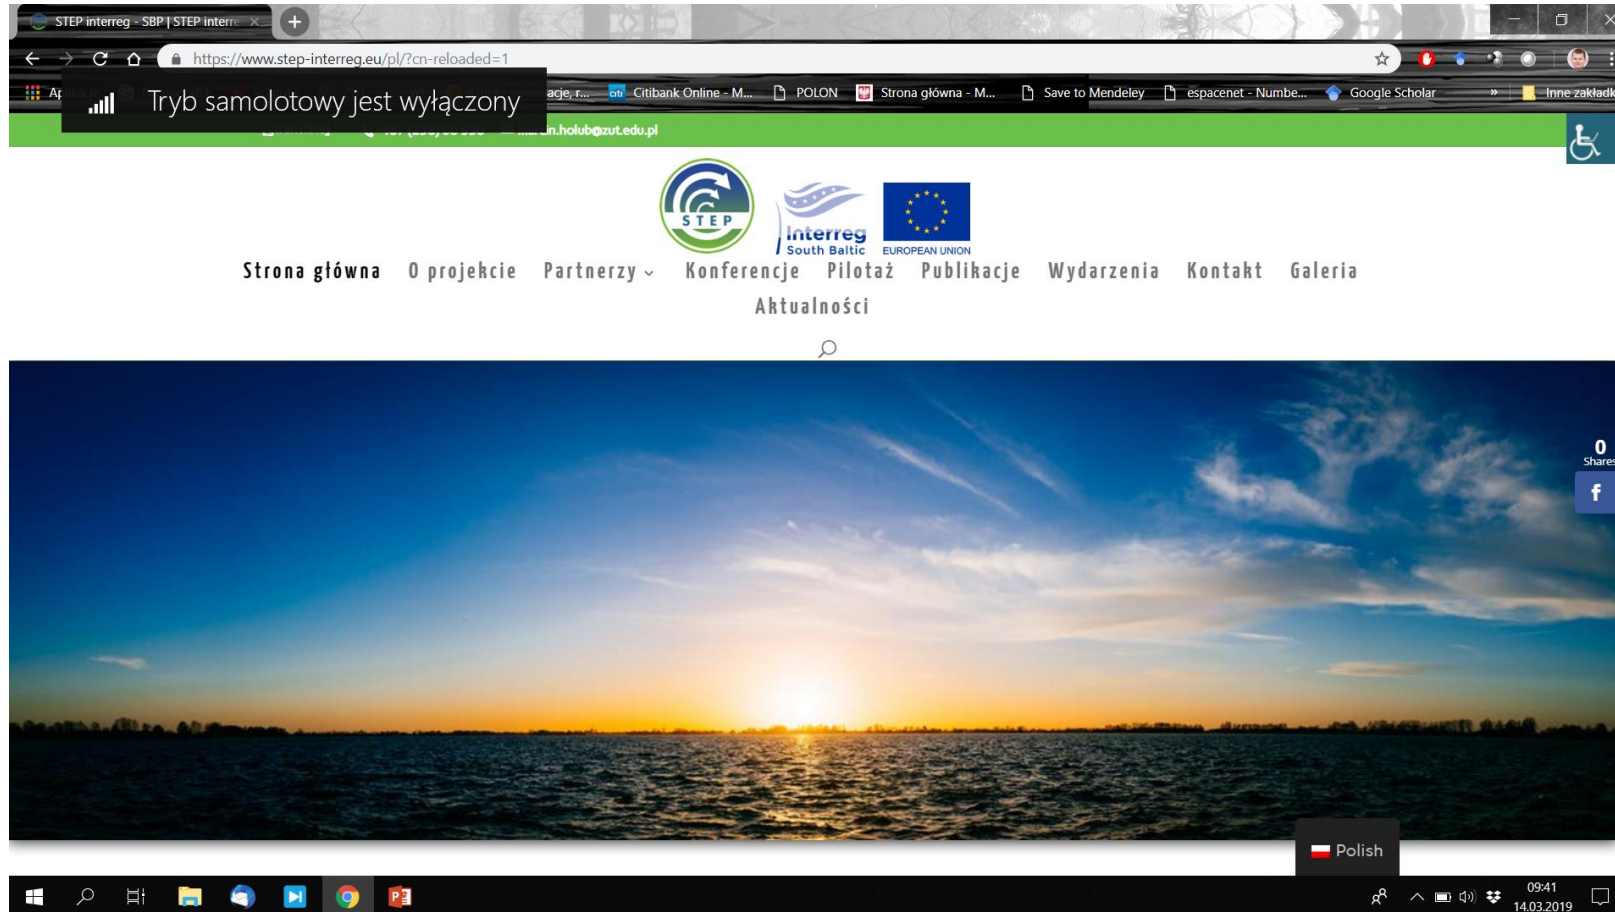 STEP interreg - SBP | STEP interre
https://www.step-interreg.eu/pl/?cn-reloaded=1
Tryb samolotowy jest wyłączony
acje, r...
citi Citibank Online - M...
POLON
Strona główna - M...
Save to Mendeley
espacenet - Numbe...
Google Scholar
»
Inne zakładk
in.holub@zut.edu.pl
STEP
Interreg
South Baltic
EUROPEAN UNION
Strona główna O projekcie Partnerzy Konferencje Pilotaż Publikacje Wydarzenia Kontakt Galeria
Aktualności
0
Shares
f
Polish
09:41
14.03.2019